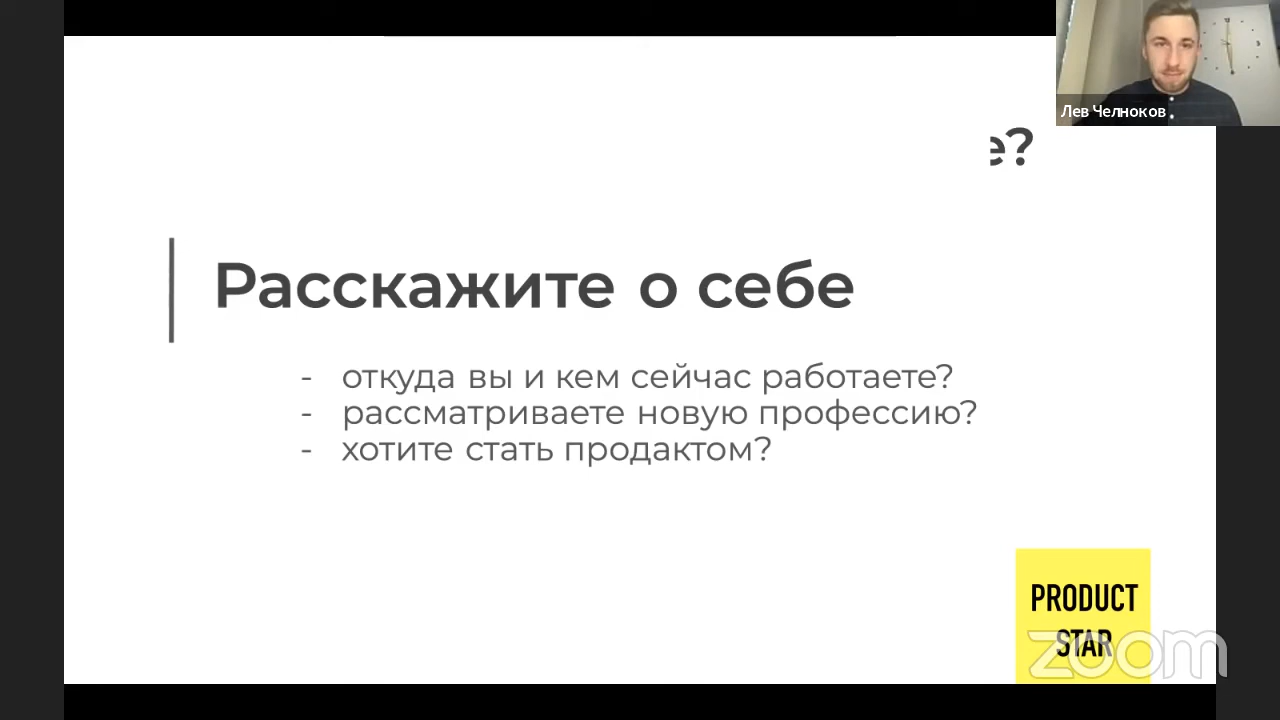 Лев Челноков
е?
Расскажите о себе
- откуда вы и кем сейчас работаете?
- рассматриваете новую профессию?
- хотите стать продактом?
PRODUCT
STAR
zoom